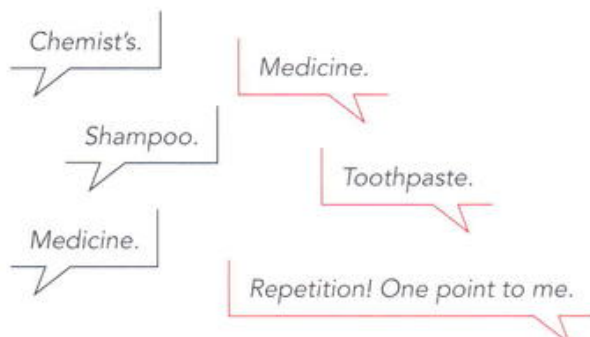 Chemist's.
Medicine.
Shampoo.
Toothpaste.
Medicine.
Repetition! One point to me.